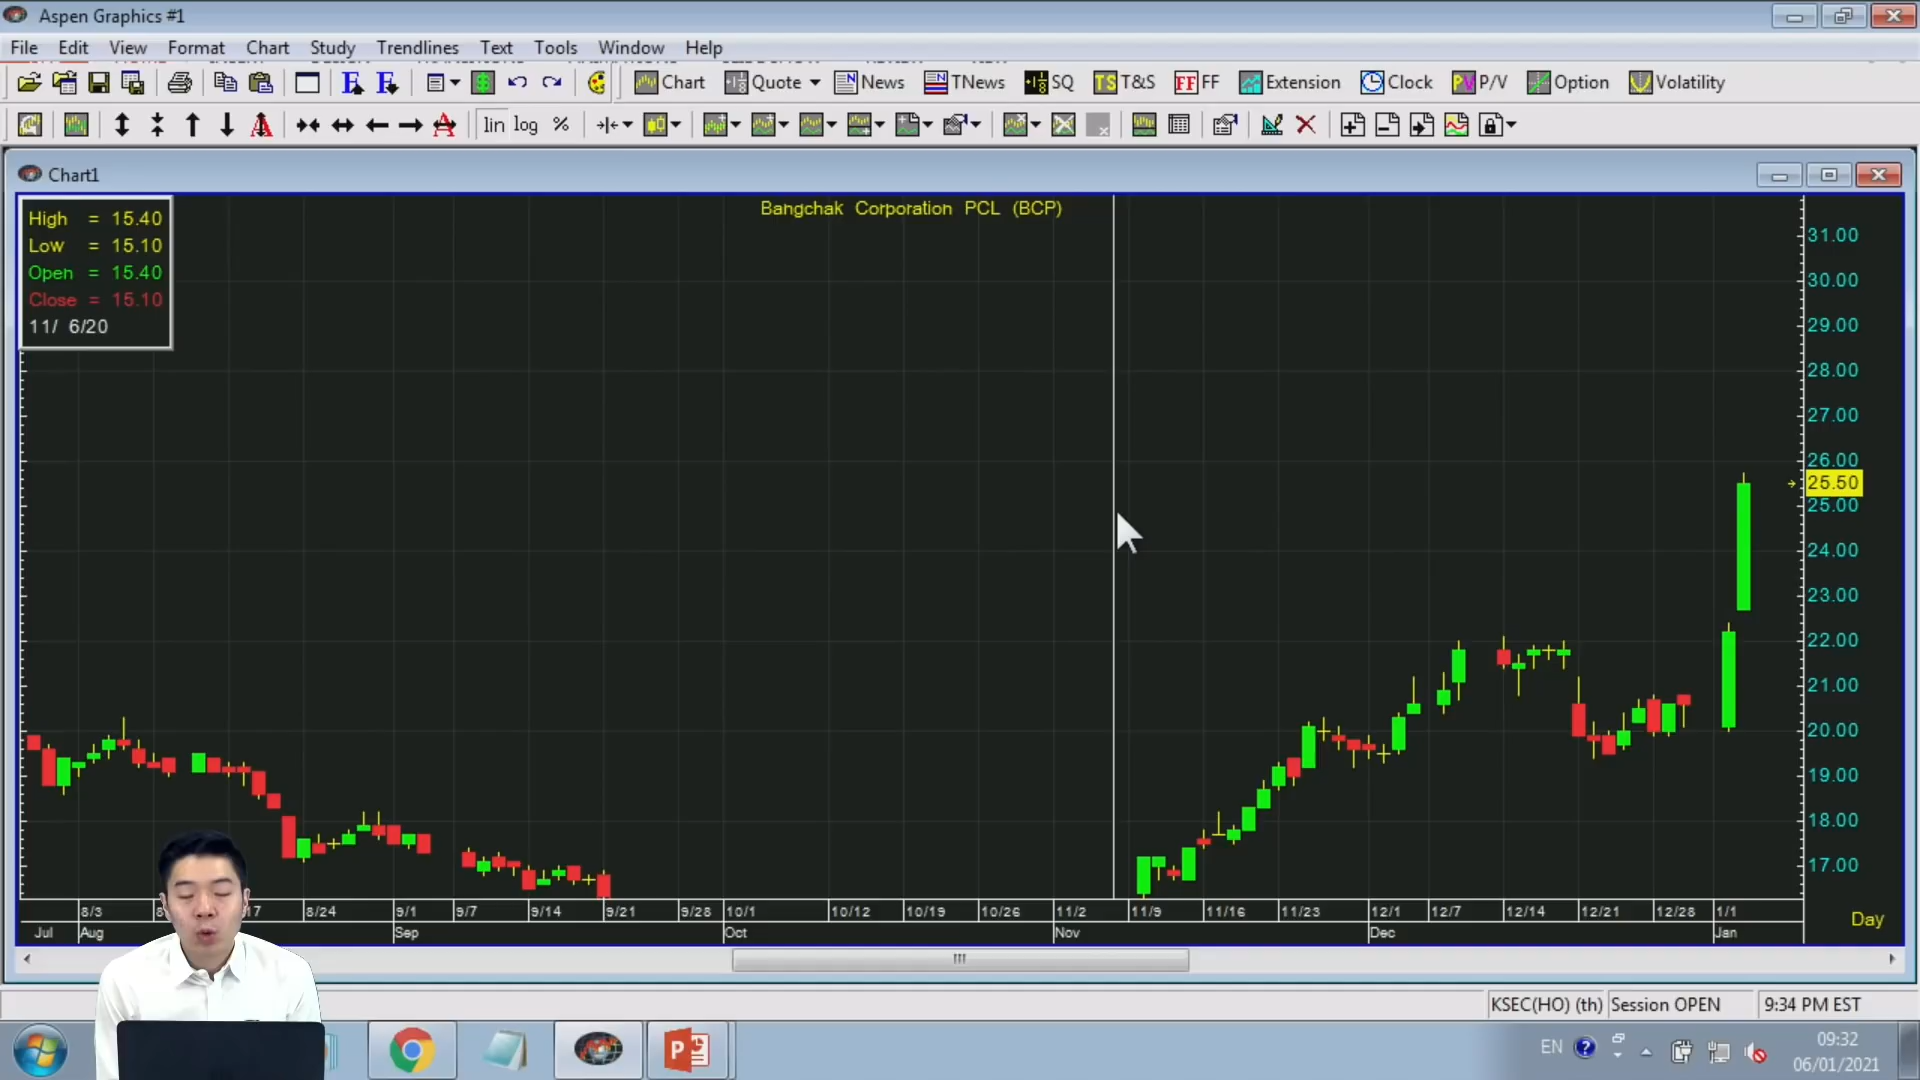 Aspen Graphics #1
File Edit View Format Chart Study Trendlines Text Tools Window Help
Chart Quote News TNews SQ TS T&S FF FF Extension Clock PV P/V Option Volatility
lin log %
Chart1
Bangchak Corporation PCL (BCP)
High = 15.40
Low = 15.10
Open = 15.40
Close = 15.10
11/ 6/20
31.00
30.00
29.00
28.00
27.00
26.00
25.50
25.00
24.00
23.00
22.00
21.00
20.00
19.00
18.00
17.00
8/3 17 8/24 9/1 9/7 9/14 9/21 9/28 10/1 10/12 10/19 10/26 11/2 11/9 11/16 11/23 12/1 12/7 12/14 12/21 12/28 1/1
Day
Jul Aug Sep Oct Nov Dec Jan
KSEC(HO) (th) Session OPEN 9:34 PM EST
EN
09:32
06/01/2021